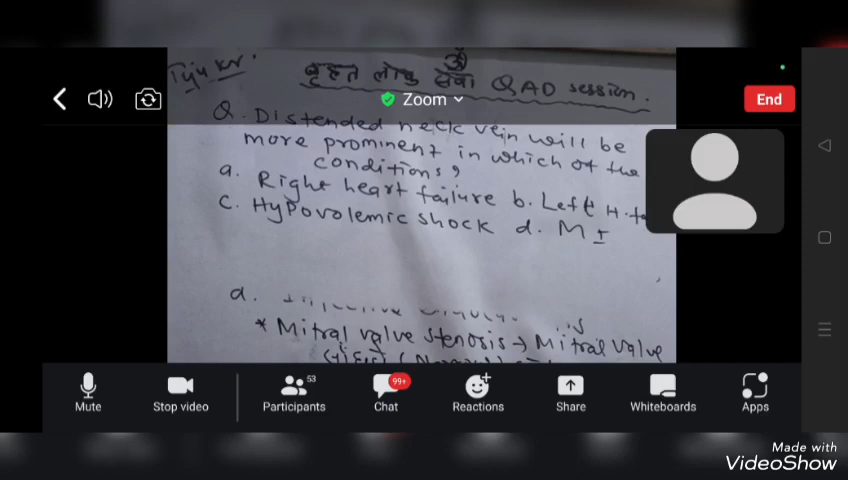 ॐ
बृहत लोक सेवा Q AD session.
Zoom
End
Q. Distended neck vein will be
more prominent in which of the
conditions?
a. Right heart failure b. Left H.
c. Hypovolemic shock d. MI
a.
* Mitral valve stenosis → Mitral valve
53
99+
Mute
Stop video
Participants
Chat
Reactions
Share
Whiteboards
Apps
Made with
VideoShow